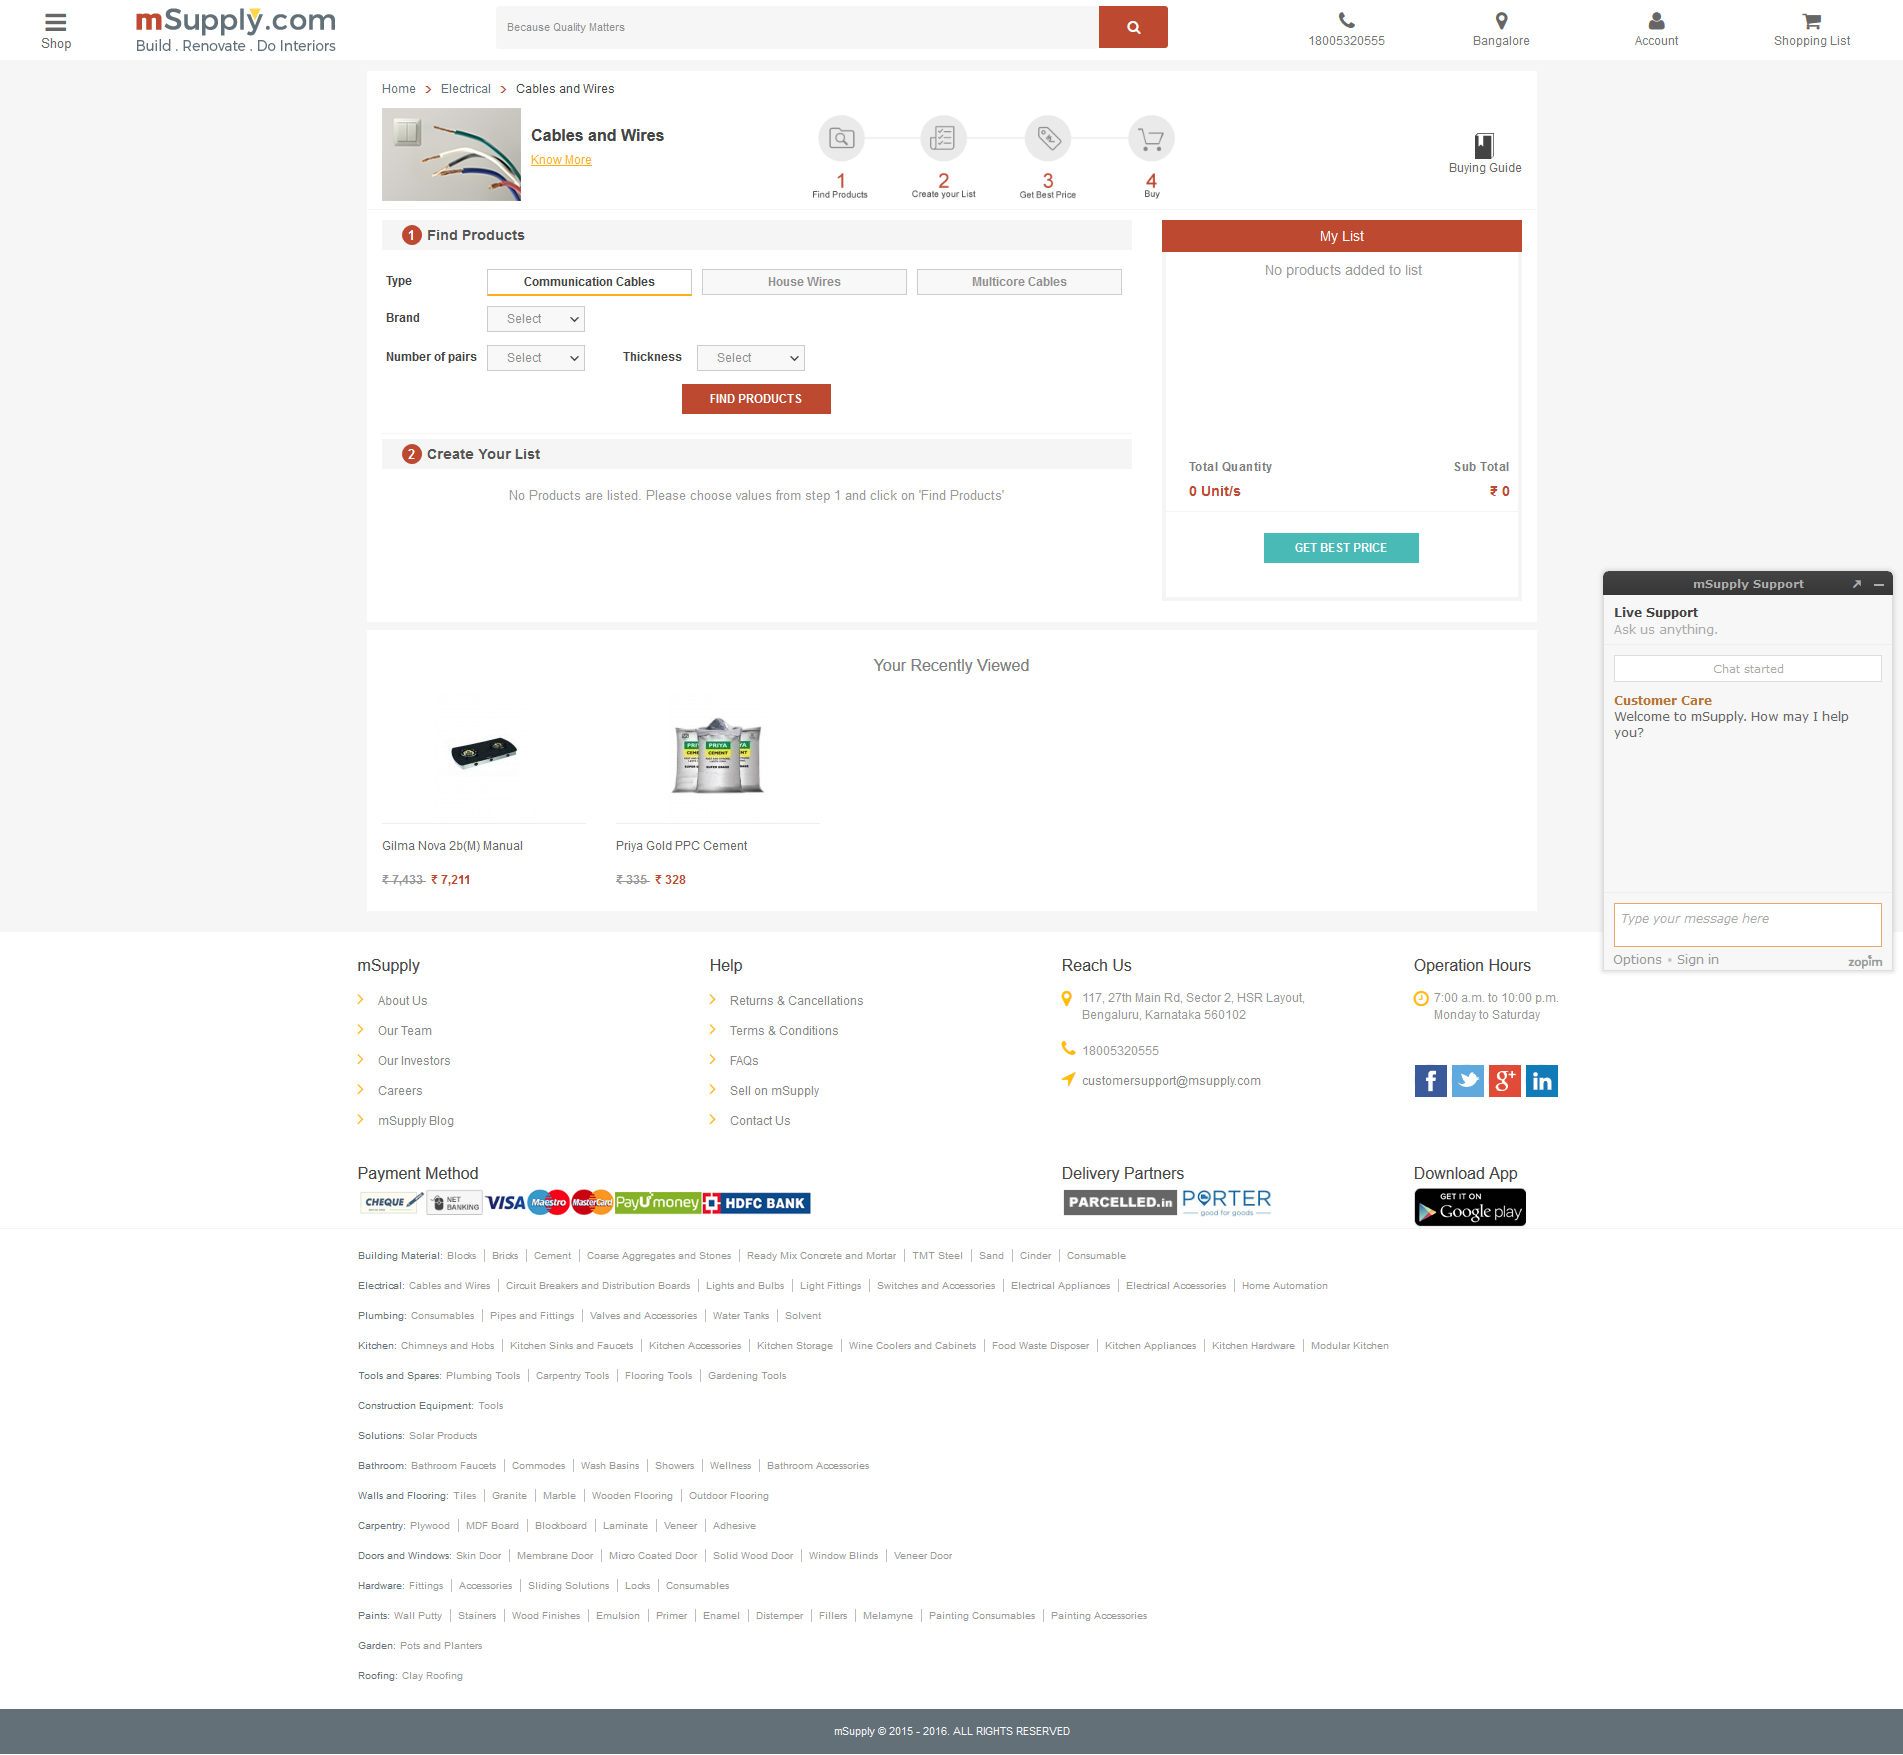 Shop
mSupply.com
Build . Renovate . Do Interiors
Because Quality Matters
18005320555
Bangalore
Account
Shopping List
Home > Electrical > Cables and Wires
Cables and Wires
Know More
1
Find Products
2
Create your List
3
Get Best Price
4
Buy
Buying Guide
1 Find Products
Type Communication Cables House Wires Multicore Cables
Brand Select
Number of pairs Select Thickness Select
FIND PRODUCTS
2 Create Your List
No Products are listed. Please choose values from step 1 and click on 'Find Products'
My List
No products added to list
Total Quantity Sub Total
0 Unit/s ₹ 0
GET BEST PRICE
mSupply Support
Live Support
Ask us anything.
Chat started
Customer Care
Welcome to mSupply. How may I help
you?
Type your message here
Options • Sign in
zopim
Your Recently Viewed
PRIYA
CEMENT
Gilma Nova 2b(M) Manual
₹ 7,433 ₹ 7,211
Priya Gold PPC Cement
₹ 335 ₹ 328
mSupply
About Us
Our Team
Our Investors
Careers
mSupply Blog
Help
Returns & Cancellations
Terms & Conditions
FAQs
Sell on mSupply
Contact Us
Reach Us
117, 27th Main Rd, Sector 2, HSR Layout,
Bengaluru, Karnataka 560102
18005320555
customersupport@msupply.com
Operation Hours
7:00 a.m. to 10:00 p.m.
Monday to Saturday
f
g+
in
Payment Method
CHEQUE
NET
BANKING
VISA
Maestro
MasterCard
PayUmoney
HDFC BANK
Delivery Partners
PARCELLED.in
PORTER
good for goods
Download App
GET IT ON
Google play
Building Material: Blocks | Bricks | Cement | Coarse Aggregates and Stones | Ready Mix Concrete and Mortar | TMT Steel | Sand | Cinder | Consumable
Electrical: Cables and Wires | Circuit Breakers and Distribution Boards | Lights and Bulbs | Light Fittings | Switches and Accessories | Electrical Appliances | Electrical Accessories | Home Automation
Plumbing: Consumables | Pipes and Fittings | Valves and Accessories | Water Tanks | Solvent
Kitchen: Chimneys and Hobs | Kitchen Sinks and Faucets | Kitchen Accessories | Kitchen Storage | Wine Coolers and Cabinets | Food Waste Disposer | Kitchen Appliances | Kitchen Hardware | Modular Kitchen
Tools and Spares: Plumbing Tools | Carpentry Tools | Flooring Tools | Gardening Tools
Construction Equipment: Tools
Solutions: Solar Products
Bathroom: Bathroom Faucets | Commodes | Wash Basins | Showers | Wellness | Bathroom Accessories
Walls and Flooring: Tiles | Granite | Marble | Wooden Flooring | Outdoor Flooring
Carpentry: Plywood | MDF Board | Blockboard | Laminate | Veneer | Adhesive
Doors and Windows: Skin Door | Membrane Door | Micro Coated Door | Solid Wood Door | Window Blinds | Veneer Door
Hardware: Fittings | Accessories | Sliding Solutions | Locks | Consumables
Paints: Wall Putty | Stainers | Wood Finishes | Emulsion | Primer | Enamel | Distemper | Fillers | Melamyne | Painting Consumables | Painting Accessories
Garden: Pots and Planters
Roofing: Clay Roofing
mSupply © 2015 - 2016. ALL RIGHTS RESERVED